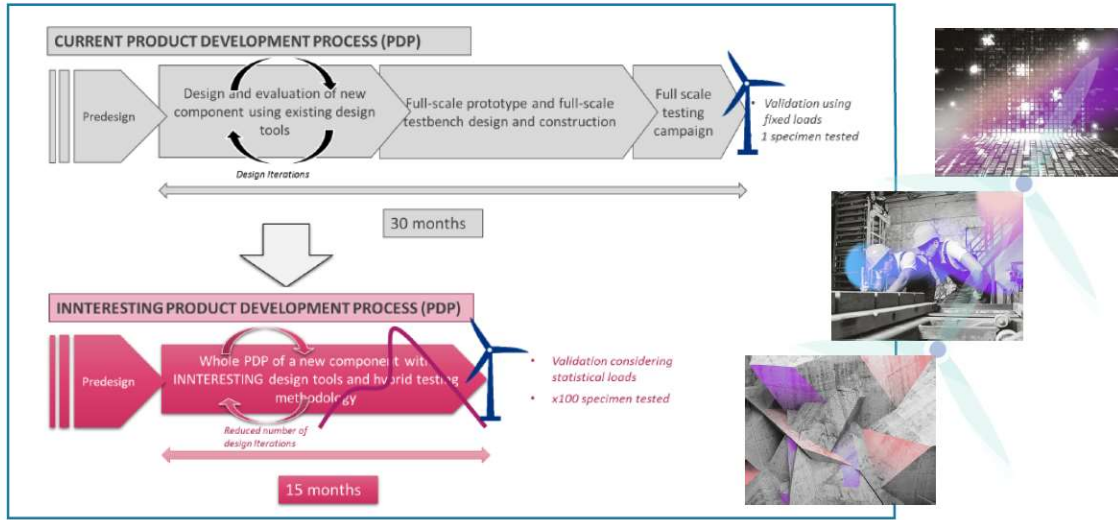 CURRENT PRODUCT DEVELOPMENT PROCESS (PDP)
Predesign
Design and evaluation of new
component using existing design
tools
Design Iterations
Full-scale prototype and full-scale
testbench design and construction
Full scale
testing
campaign
• Validation using
fixed loads
1 specimen tested
30 months
INNTERESTING PRODUCT DEVELOPMENT PROCESS (PDP)
Predesign
Whole PDP of a new component with
INNTERESTING design tools and hybrid testing
methodology
Reduced number of
design Iterations
• Validation considering
statistical loads
• x100 specimen tested
15 months